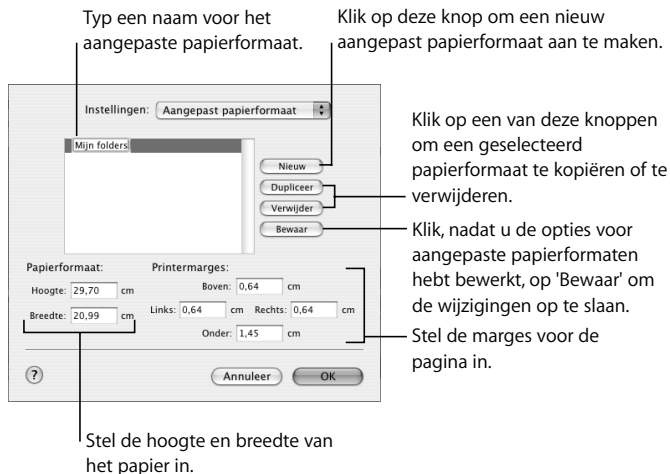 Typ een naam voor het
aangepaste papierformaat.
Klik op deze knop om een nieuw
aangepast papierformaat aan te maken.
Instellingen: Aangepast papierformaat
Mijn folders
Nieuw
Dupliceer
Verwijder
Bewaar
Klik op een van deze knoppen
om een geselecteerd
papierformaat te kopiëren of te
verwijderen.
Klik, nadat u de opties voor
aangepaste papierformaten
hebt bewerkt, op 'Bewaar' om
de wijzigingen op te slaan.
Papierformaat:
Hoogte: 29,70 cm
Breedte: 20,99 cm
Printermarges:
Boven: 0,64 cm
Links: 0,64 cm Rechts: 0,64 cm
Onder: 1,45 cm
Stel de marges voor de
pagina in.
? Annuleer OK
Stel de hoogte en breedte van
het papier in.